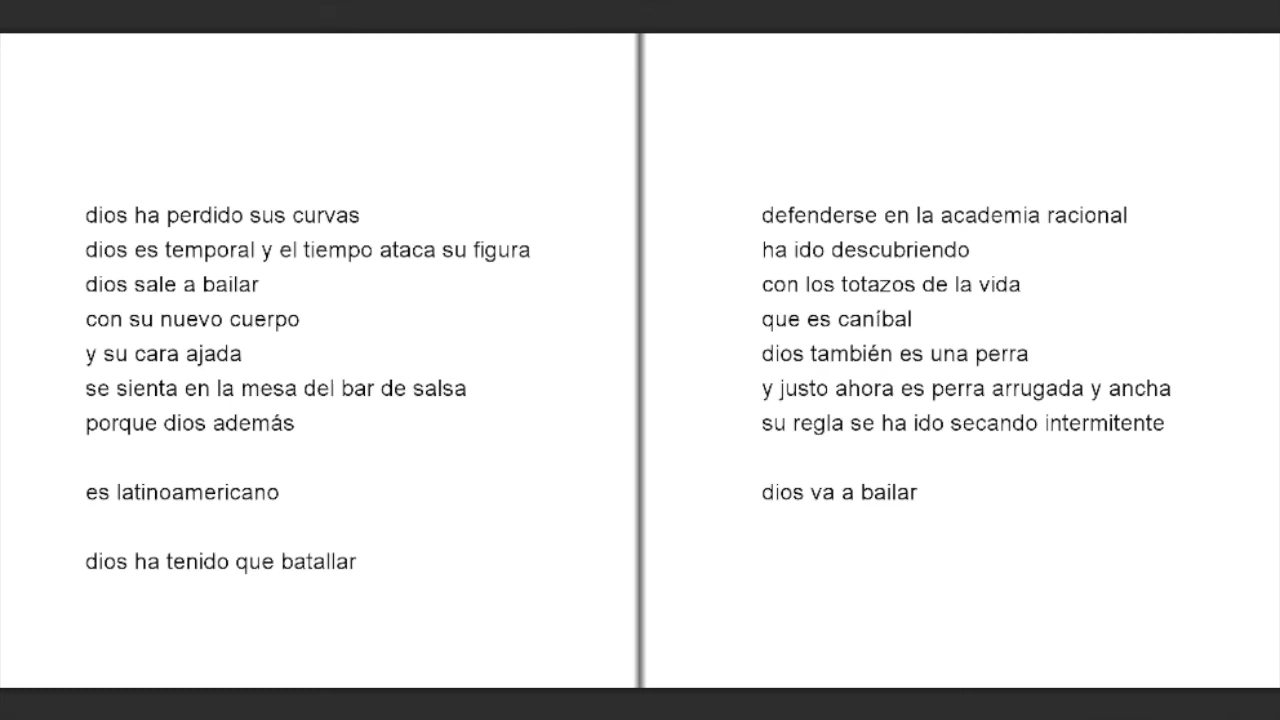 dios ha perdido sus curvas
dios es temporal y el tiempo ataca su figura
dios sale a bailar
con su nuevo cuerpo
y su cara ajada
se sienta en la mesa del bar de salsa
porque dios además
es latinoamericano
dios ha tenido que batallar
defenderse en la academia racional
ha ido descubriendo
con los totazos de la vida
que es caníbal
dios también es una perra
y justo ahora es perra arrugada y ancha
su regla se ha ido secando intermitente
dios va a bailar